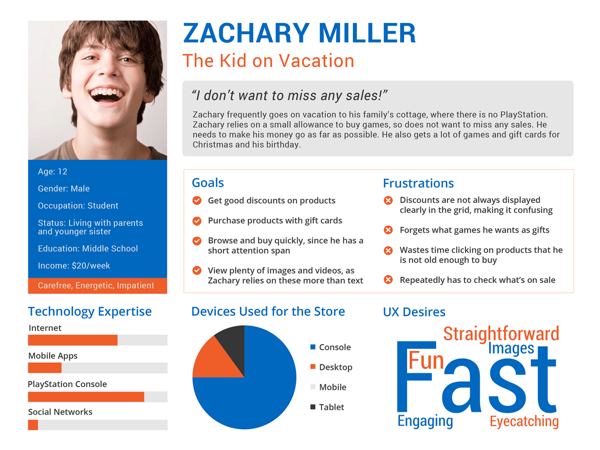 ZACHARY MILLER
The Kid on Vacation
“I don’t want to miss any sales!”
Zachary frequently goes on vacation to his family’s cottage, where there is no PlayStation.
Zachary relies on a small allowance to buy games, so does not want to miss any sales. He
needs to make his money go as far as possible. He also gets a lot of games and gift cards for
Christmas and his birthday.
Age: 12
Gender: Male
Occupation: Student
Status: Living with parents
and younger sister
Education: Middle School
Income: $20/week
Carefree, Energetic, Impatient
Goals
Get good discounts on products
Purchase products with gift cards
Browse and buy quickly, since he has a
short attention span
View plenty of images and videos, as
Zachary relies on these more than text
Frustrations
Discounts are not always displayed
clearly in the grid, making it confusing
Forgets what games he wants as gifts
Wastes time clicking on products that he
is not old enough to buy
Repeatedly has to check what’s on sale
Technology Expertise
Internet
Mobile Apps
PlayStation Console
Social Networks
Devices Used for the Store
Console
Desktop
Mobile
Tablet
UX Desires
Straightforward
Images
Fun
Fast
Engaging
Eyecatching